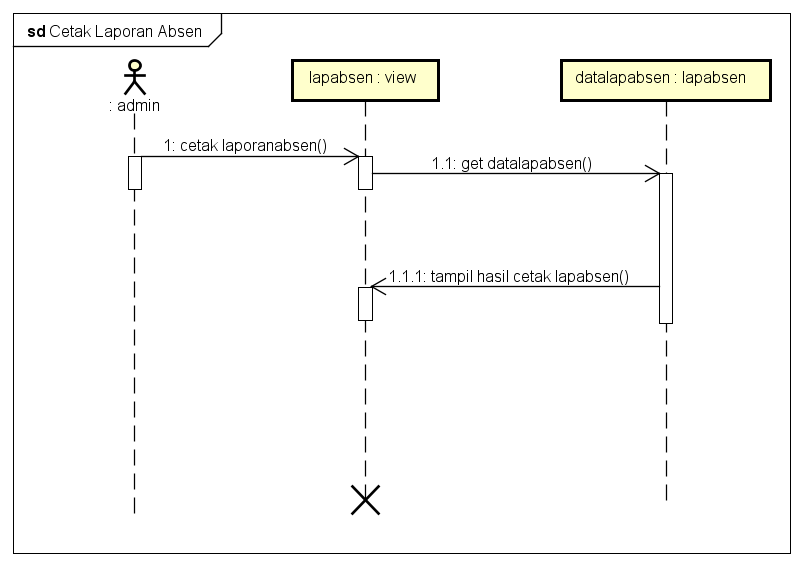 sd Cetak Laporan Absen
: admin
lapabsen : view
datalapabsen : lapabsen
1: cetak laporanabsen()
1.1: get datalapabsen()
1.1.1: tampil hasil cetak lapabsen()